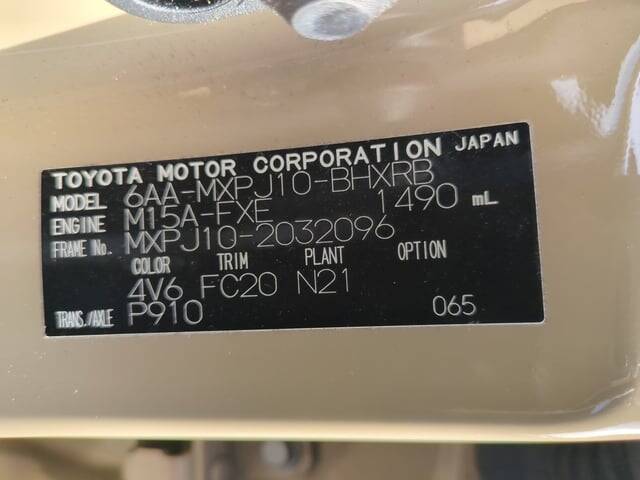 TOYOTA MOTOR CORPORATION JAPAN
MODEL 6AA-MXPJ10-BHXRB
ENGINE M15A-FXE 1490 mL
FRAME No. MXPJ10-2032096
COLOR TRIM PLANT OPTION
4V6 FC20 N21
TRANS./AXLE P910 065